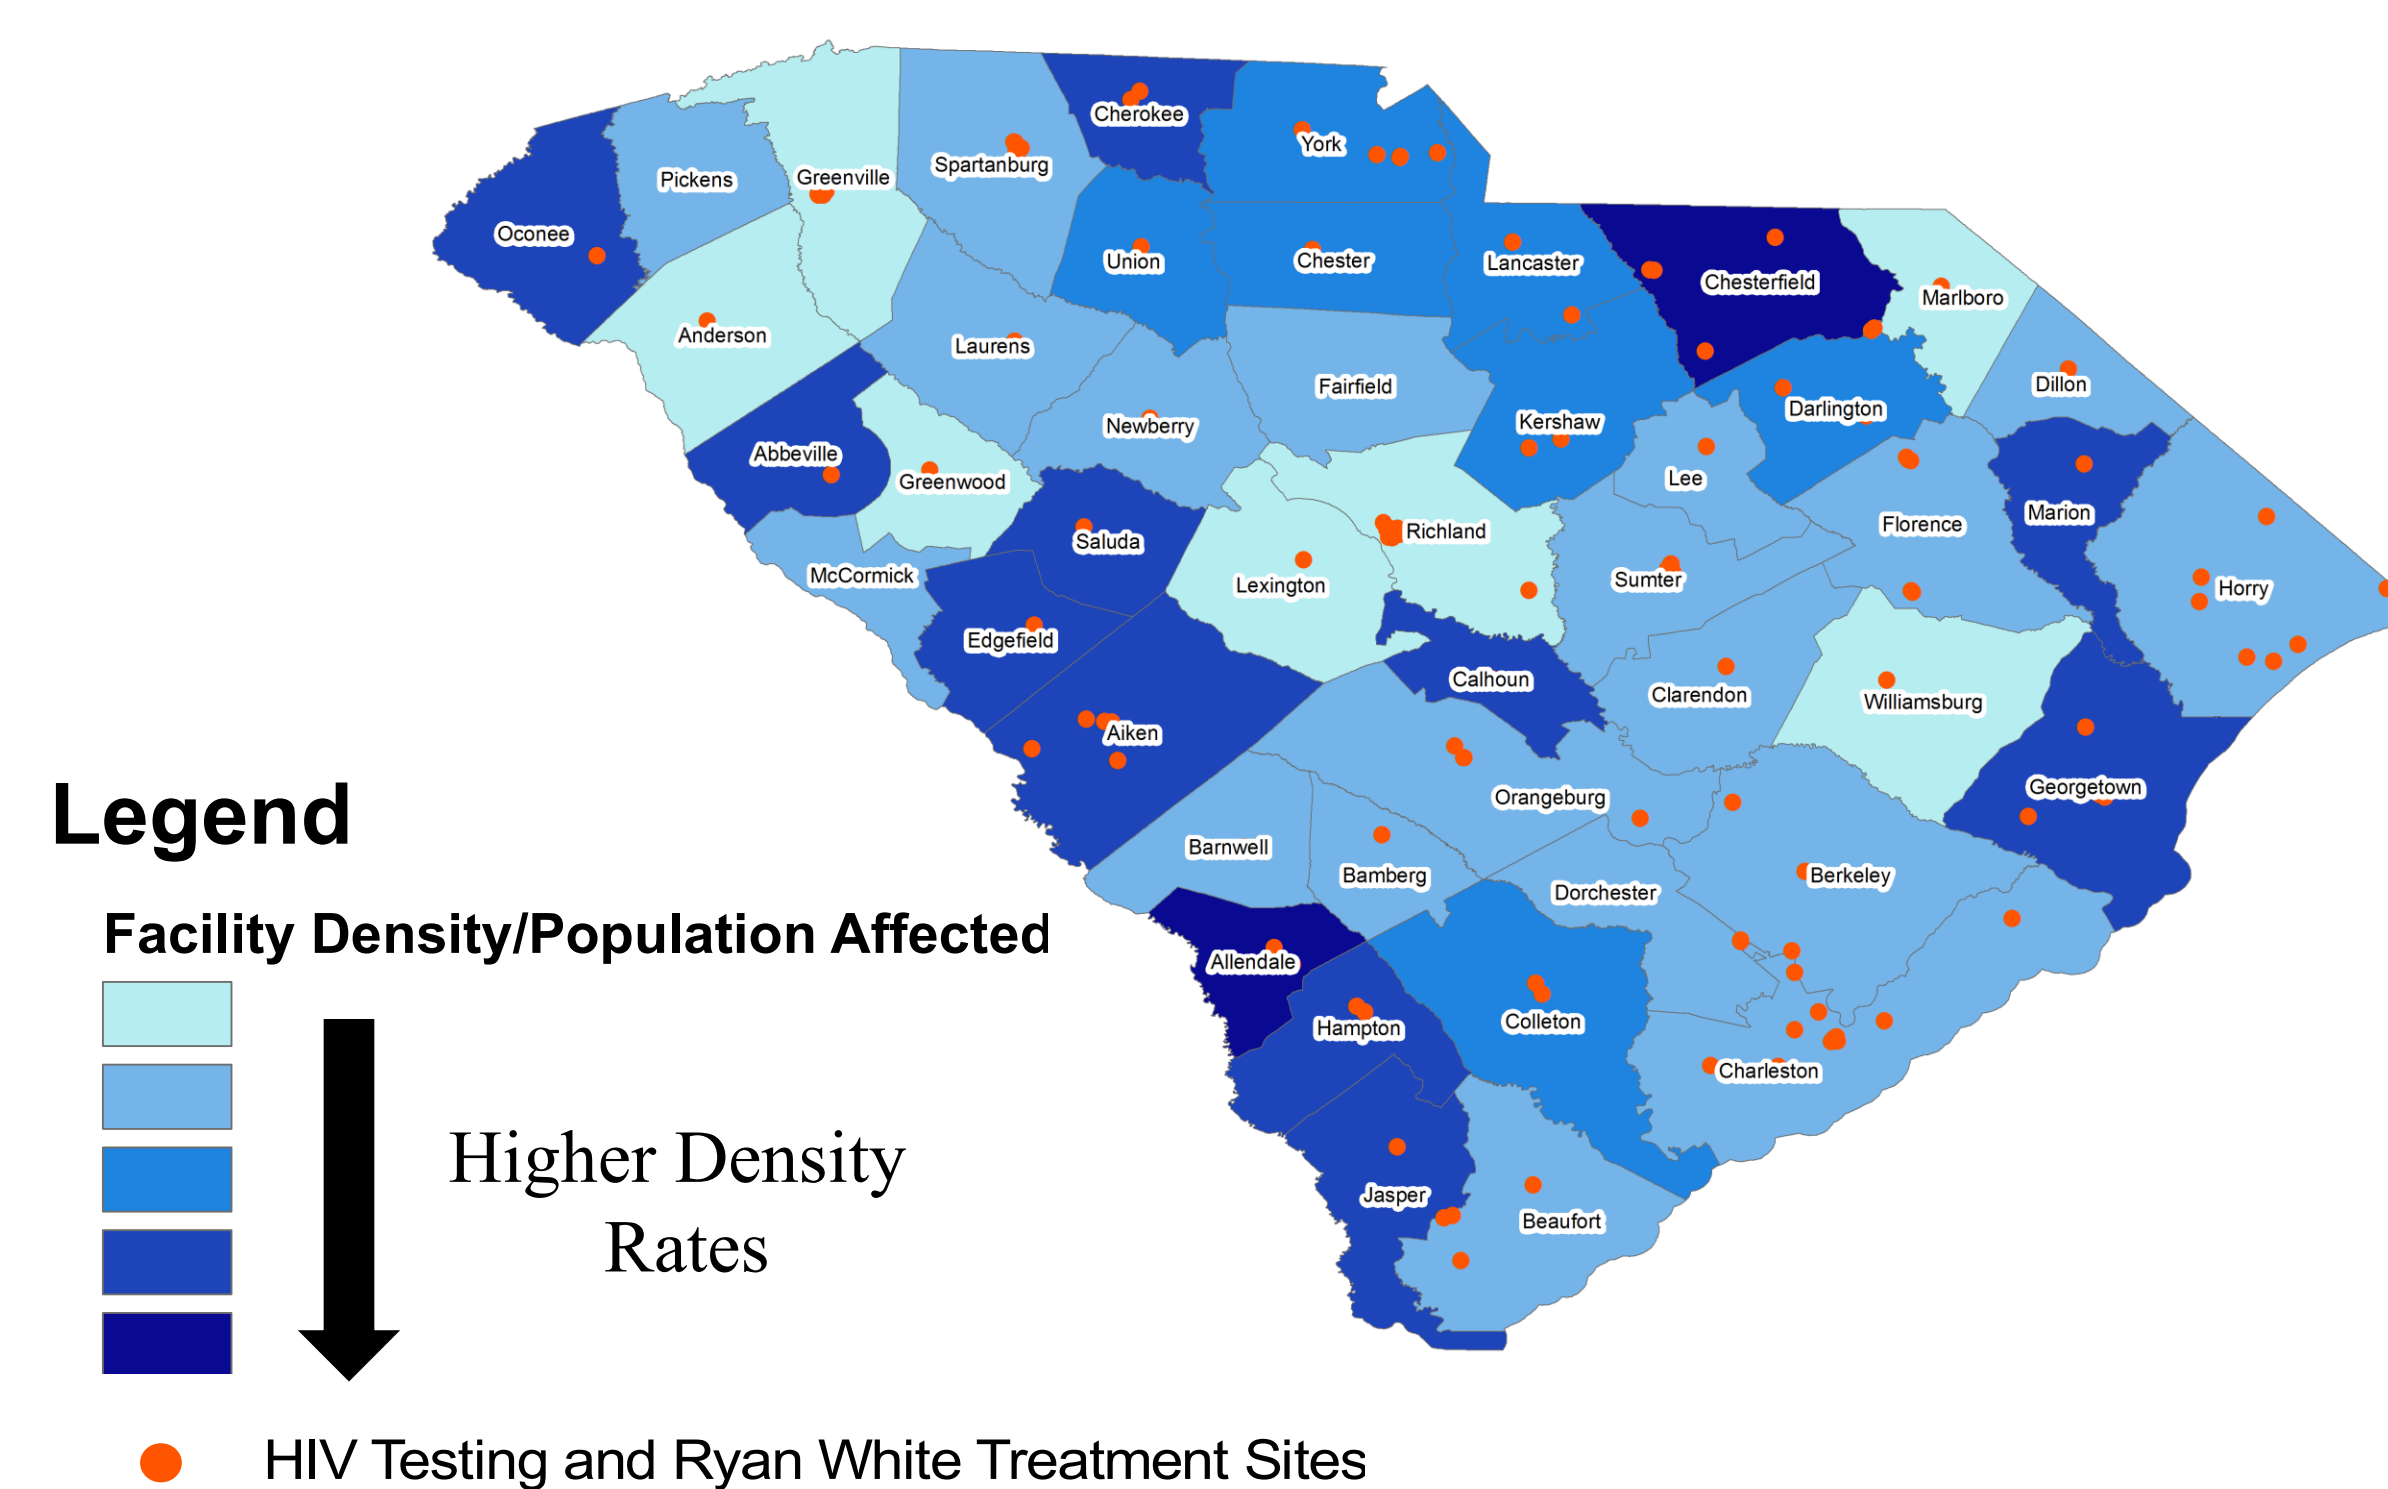 Cherokee
York
Spartanburg
Greenville
Pickens
Oconee
Union
Chester
Lancaster
Chesterfield
Marlboro
Anderson
Laurens
Fairfield
Dillon
Newberry
Kershaw
Darlington
Abbeville
Greenwood
Lee
Marion
Florence
Saluda
Richland
McCormick
Lexington
Sumter
Horry
Edgefield
Calhoun
Clarendon
Williamsburg
Aiken
Orangeburg
Georgetown
Barnwell
Bamberg
Dorchester
Berkeley
Allendale
Hampton
Colleton
Charleston
Jasper
Beaufort
Legend
Facility Density/Population Affected
Higher Density
Rates
HIV Testing and Ryan White Treatment Sites